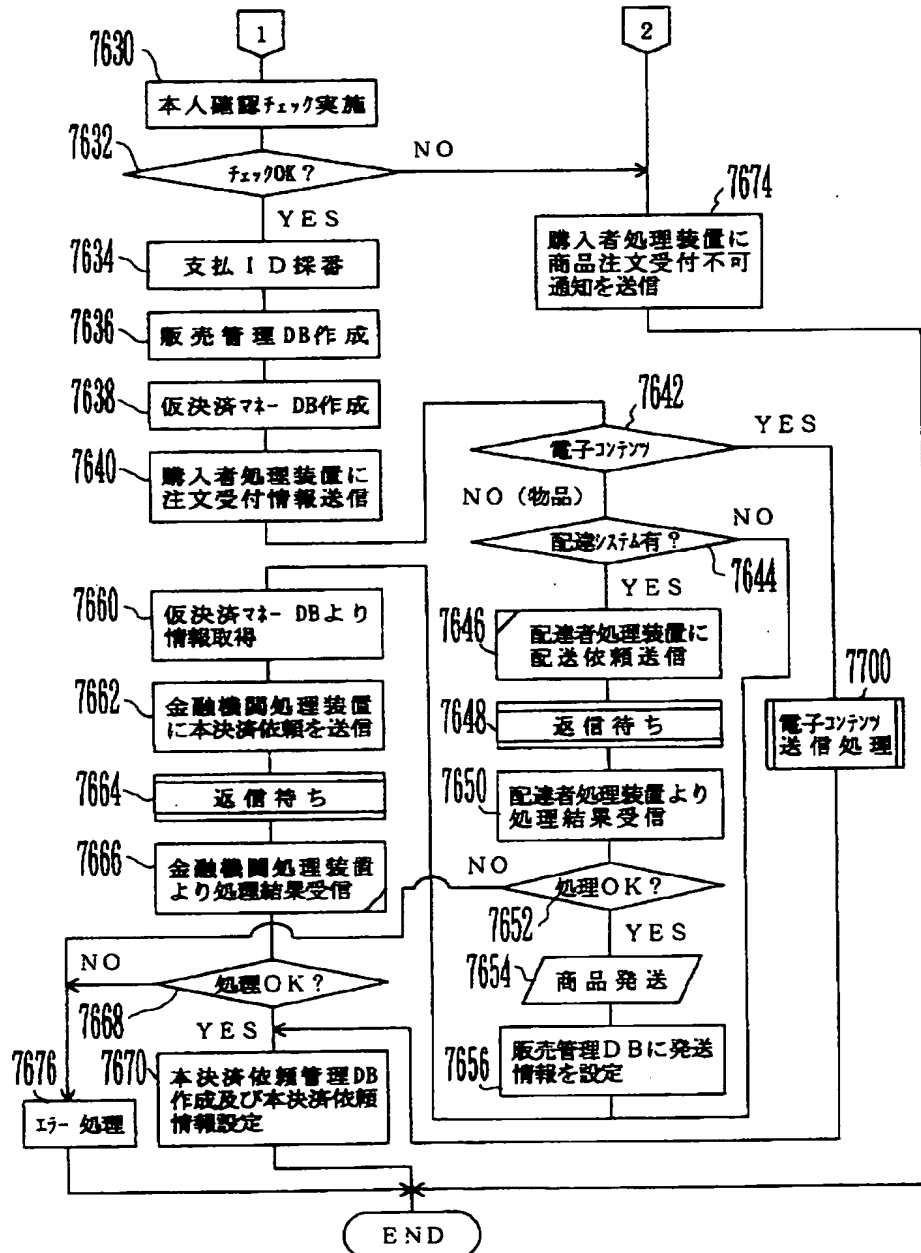 1
2
7630
本人確認チェック実施
7632
チェックOK?
NO
YES
7674
購入者処理装置に
商品注文受付不可
通知を送信
7634
支払ID採番
7636
販売管理DB作成
7638
仮決済マネーDB作成
7640
購入者処理装置に
注文受付情報送信
7642
電子コンテンツ
YES
NO(物品)
配達システム有?
NO
7644
YES
7646
配達者処理装置に
配送依頼送信
7648
返信待ち
7650
配達者処理装置より
処理結果受信
NO
処理OK?
7652
YES
7654
商品発送
7656
販売管理DBに発送
情報を設定
7700
電子コンテンツ
送信処理
7660
仮決済マネーDBより
情報取得
7662
金融機関処理装置
に本決済依頼を送信
7664
返信待ち
7666
金融機関処理装置
より処理結果受信
NO
処理OK?
7668
YES
7676
エラー処理
7670
本決済依頼管理DB
作成及び本決済依頼
情報設定
END